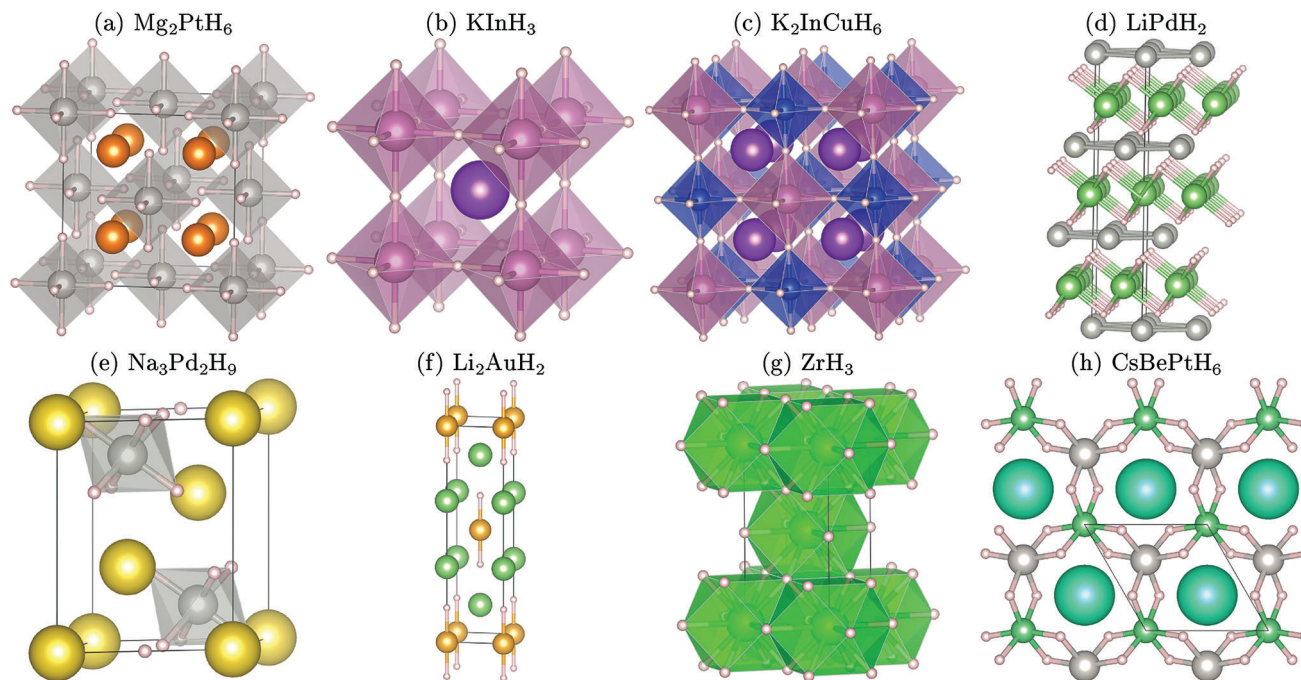 (a) Mg₂PtH₆
(b) KInH₃
(c) K₂InCuH₆
(d) LiPdH₂
(e) Na₃Pd₂H₉
(f) Li₂AuH₂
(g) ZrH₃
(h) CsBePtH₆